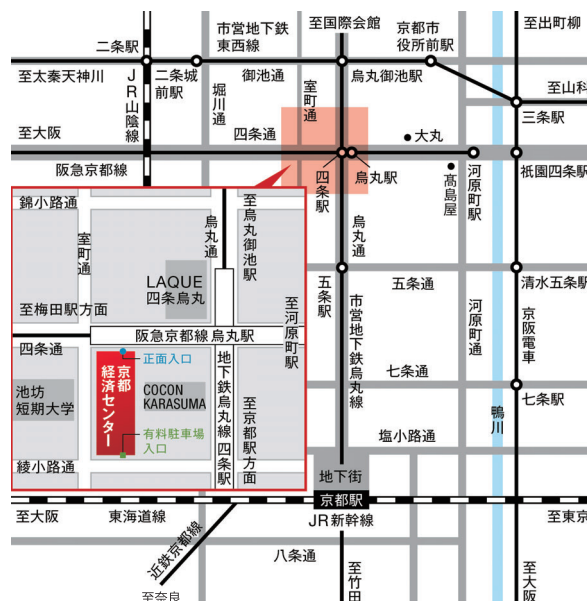 至国際会館
京都市
役所前駅
至出町柳
市営地下鉄
東西線
二条駅
至太秦天神川
二条城
前駅
御池通
室町通
烏丸御池駅
至山科
JR山陰線
堀川通
三条駅
至大阪
四条通
大丸
阪急京都線
四条駅
烏丸駅
髙島屋
河原町駅
祇園四条駅
錦小路通
室町通
烏丸通
至烏丸御池駅
LAQUE
四条烏丸
至梅田駅方面
阪急京都線 烏丸駅
至河原町駅
四条通
正面入口
京都
経済センター
池坊
短期大学
COCON
KARASUMA
地下鉄烏丸線 四条駅
至京都駅方面
有料駐車場
入口
綾小路通
烏丸通
五条駅
五条通
清水五条駅
市営地下鉄烏丸線
河原町通
京阪電車
七条通
七条駅
鴨川
塩小路通
地下街
京都駅
至大阪
東海道線
JR新幹線
至東京
近鉄京都線
八条通
至奈良
至竹田
至大阪